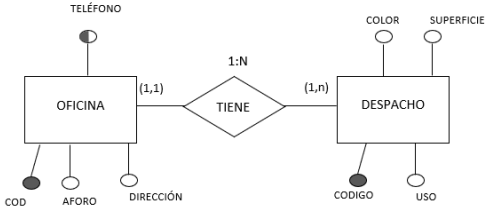 TELÉFONO
COLOR
SUPERFICIE
1:N
(1,1)
(1,n)
OFICINA
TIENE
DESPACHO
COD
AFORO
DIRECCIÓN
CODIGO
USO